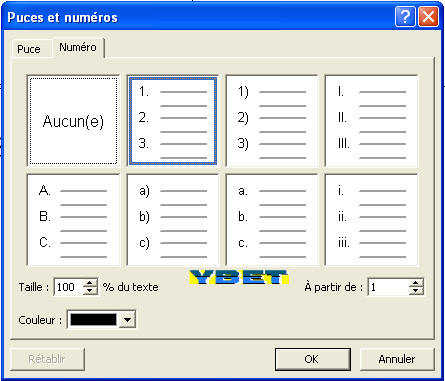 Puces et numéros
Puce Numéro
Aucun(e)
1.
2.
3.
1)
2)
3)
I.
II.
III.
A.
B.
C.
a)
b)
c)
a.
b.
c.
i.
ii.
iii.
YBET
Taille : 100 % du texte
À partir de : 1
Couleur :
Rétablir OK Annuler